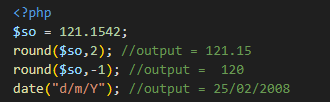 <?php
$so = 121.1542;
round($so,2); //output = 121.15
round($so,-1); //output =  120
date("d/m/Y"); //output = 25/02/2008